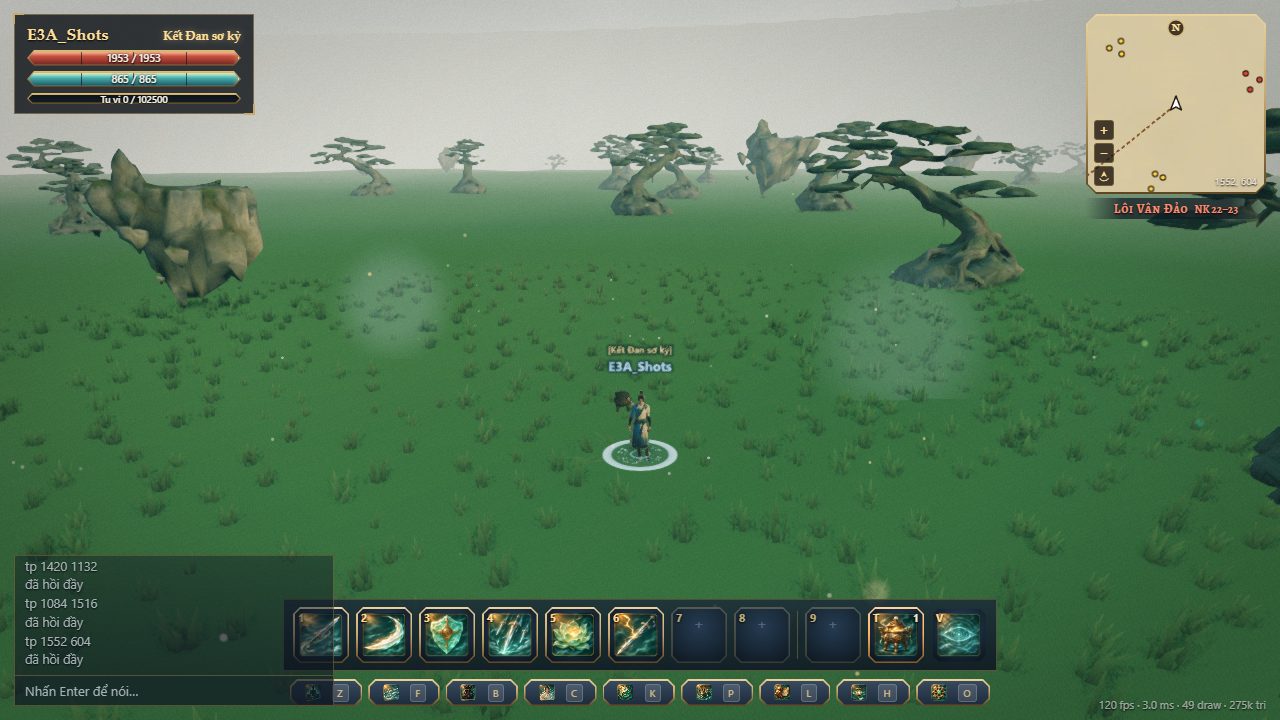 E3A_Shots
Kết Đan sơ kỳ
1953 / 1953
865 / 865
Tu vi 0 / 102500
N
+
−
1552, 604
Lôi Vân Đảo NK 22–23
[Kết Đan sơ kỳ]
E3A_Shots
tp 1420 1132
đã hồi đầy
tp 1084 1516
đã hồi đầy
tp 1552 604
đã hồi đầy
Nhấn Enter để nói...
1 2 3 4 5 6 7 8 9 T 1 V
Z F B C K P L H O
120 fps · 3.0 ms · 49 draw · 275k tri